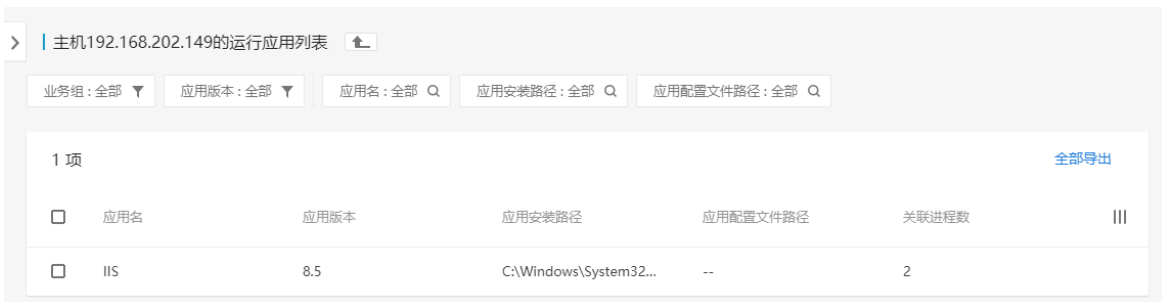 主机192.168.202.149的运行应用列表
业务组 : 全部 应用版本 : 全部 应用名 : 全部 应用安装路径 : 全部 应用配置文件路径 : 全部
1 项 全部导出
应用名 应用版本 应用安装路径 应用配置文件路径 关联进程数
IIS 8.5 C:\Windows\System32... -- 2